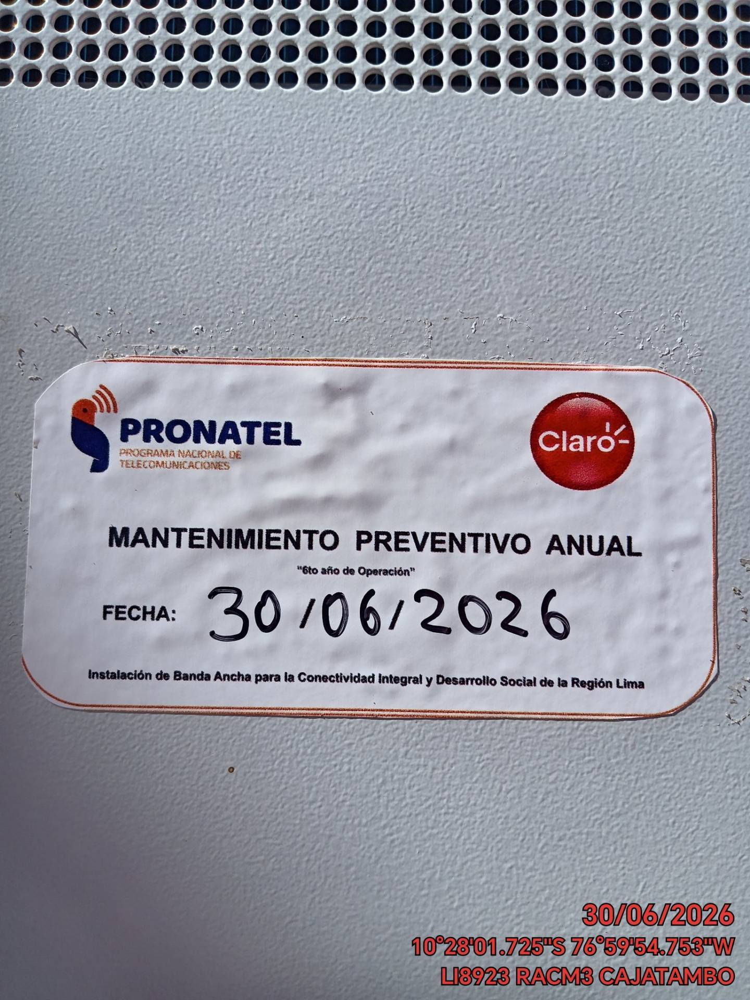 PRONATEL
PROGRAMA NACIONAL DE
TELECOMUNICACIONES
Claro
MANTENIMIENTO PREVENTIVO ANUAL
"6to año de Operación"
FECHA: 30/06/2026
Instalación de Banda Ancha para la Conectividad Integral y Desarrollo Social de la Región Lima
30/06/2026
10°28'01.725"S 76°59'54.753"W
LI8923 RACM3 CAJATAMBO